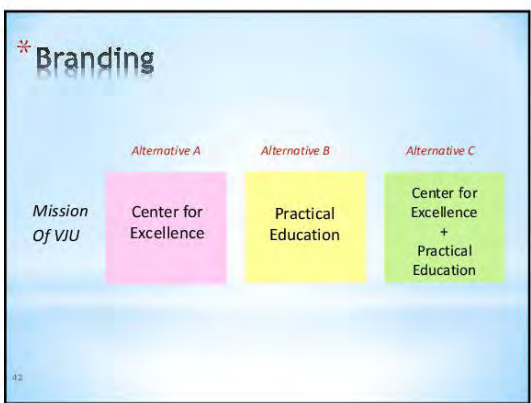 * Branding
Alternative A
Alternative B
Alternative C
Mission
Of VJU
Center for
Excellence
Practical
Education
Center for
Excellence
+
Practical
Education
42